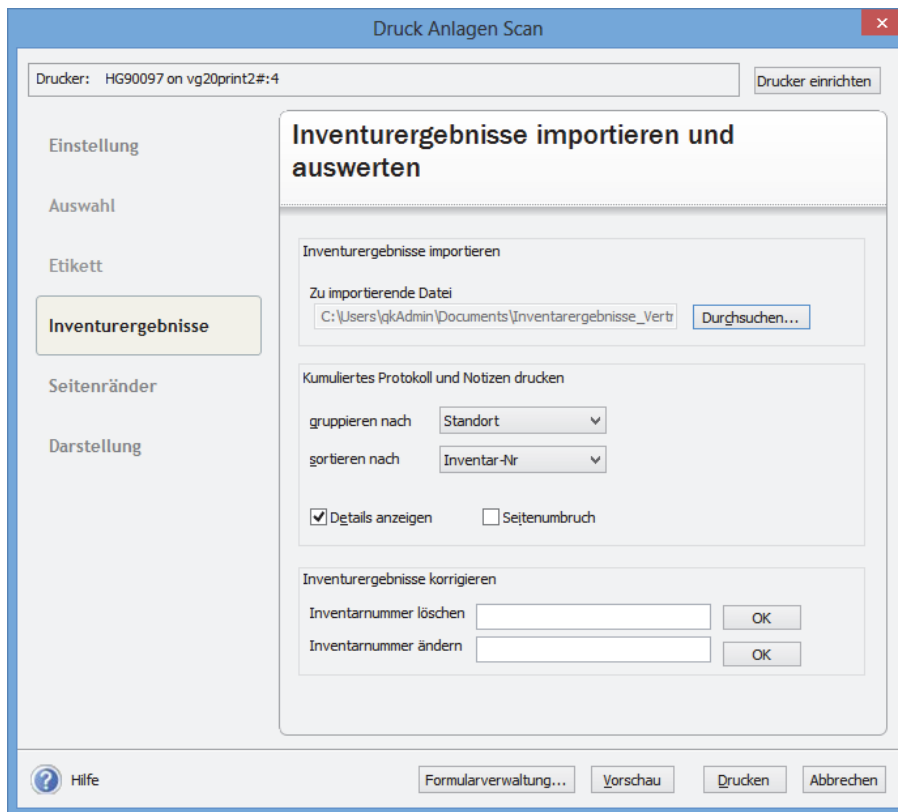 Druck Anlagen Scan
Drucker: HG90097 on vg20print2#:4
Drucker einrichten
Einstellung
Auswahl
Etikett
Inventurergebnisse
Seitenränder
Darstellung
Inventurergebnisse importieren und
auswerten
Inventurergebnisse importieren
Zu importierende Datei
C:\Users\qkAdmin\Documents\Inventarergebnisse_Vertr
Durchsuchen...
Kumuliertes Protokoll und Notizen drucken
gruppieren nach Standort
sortieren nach Inventar-Nr
Details anzeigen Seitenumbruch
Inventurergebnisse korrigieren
Inventarnummer löschen OK
Inventarnummer ändern OK
Hilfe Formularverwaltung... Vorschau Drucken Abbrechen